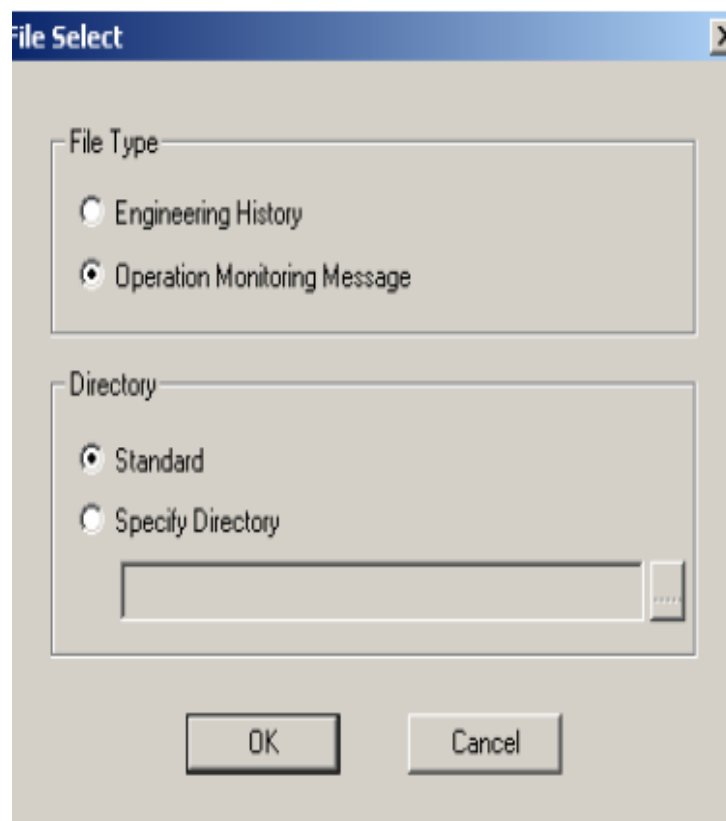 File Select
File Type
Engineering History
Operation Monitoring Message
Directory
Standard
Specify Directory
.....
OK
Cancel